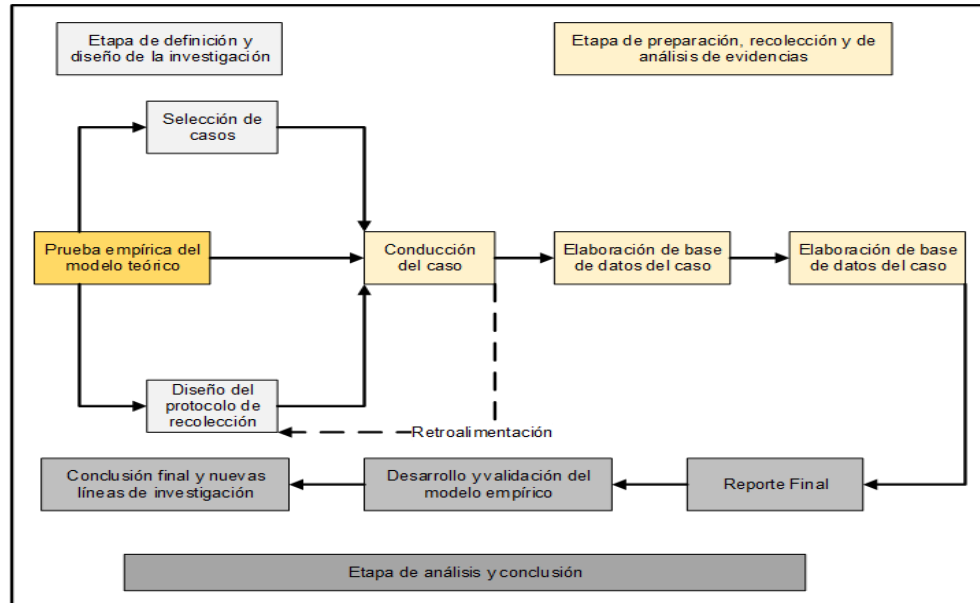 Etapa de definición y
diseño de la investigación
Etapa de preparación, recolección y de
análisis de evidencias
Selección de
casos
Prueba empírica del
modelo teórico
Conducción
del caso
Elaboración de base
de datos del caso
Elaboración de base
de datos del caso
Diseño del
protocolo de
recolección
Retroalimentación
Conclusión final y nuevas
líneas de investigación
Desarrollo y validación del
modelo empírico
Reporte Final
Etapa de análisis y conclusión